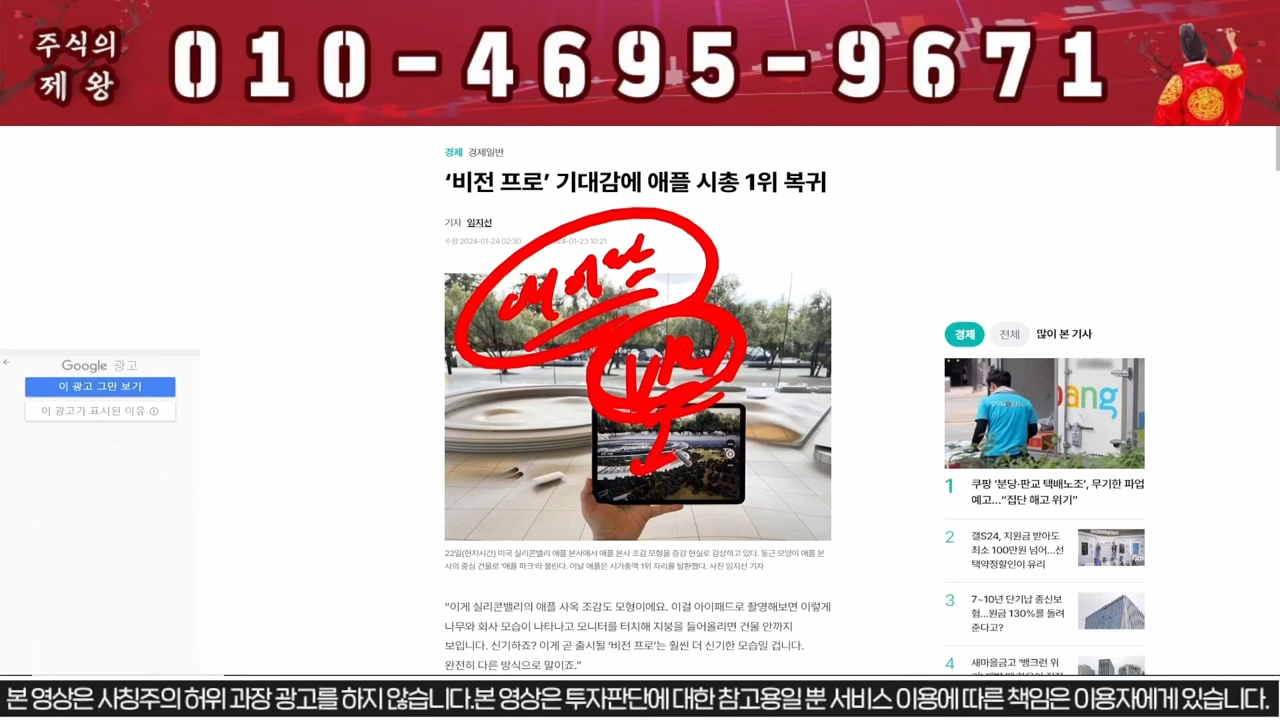 주식의
제 왕
010-4695-9671
경제 경제일반
‘비전 프로’ 기대감에 애플 시총 1위 복귀
기자 임지선
수정 2024-01-24 02:30
24-01-23 10:21
22일(현지시간) 미국 실리콘밸리 애플 본사에서 애플 본사 조감 모형을 증강 현실로 감상하고 있다. 둥근 모양이 애플 본
사의 중심 건물로 ‘애플 파크’라 불린다. 이날 애플은 시가총액 1위 자리를 탈환했다. 사진 임지선 기자
“이게 실리콘밸리의 애플 사옥 조감도 모형이에요. 이걸 아이패드로 촬영해보면 이렇게
나무와 회사 모습이 나타나고 모니터를 터치해 지붕을 들어올리면 건물 안까지
보입니다. 신기하죠? 이게 곧 출시될 ‘비전 프로’는 훨씬 더 신기한 모습일 겁니다.
완전히 다른 방식으로 말이죠.”
Google 광고
이 광고 그만 보기
이 광고가 표시된 이유
경제 전체 많이 본 기사
ang
1 쿠팡 ‘분당·판교 택배노조’, 무기한 파업
예고…“집단 해고 위기”
2 갤S24, 지원금 받아도
최소 100만원 넘어…선
택약정할인이 유리
3 7~10년 단기납 종신보
험…원금 130%를 돌려
준다고?
4 새마을금고 ‘뱅크런 위
본 영상은 사칭주의 허위 과장 광고를 하지 않습니다.본 영상은 투자판단에 대한 참고용일 뿐 서비스 이용에 따른 책임은 이용자에게 있습니다.